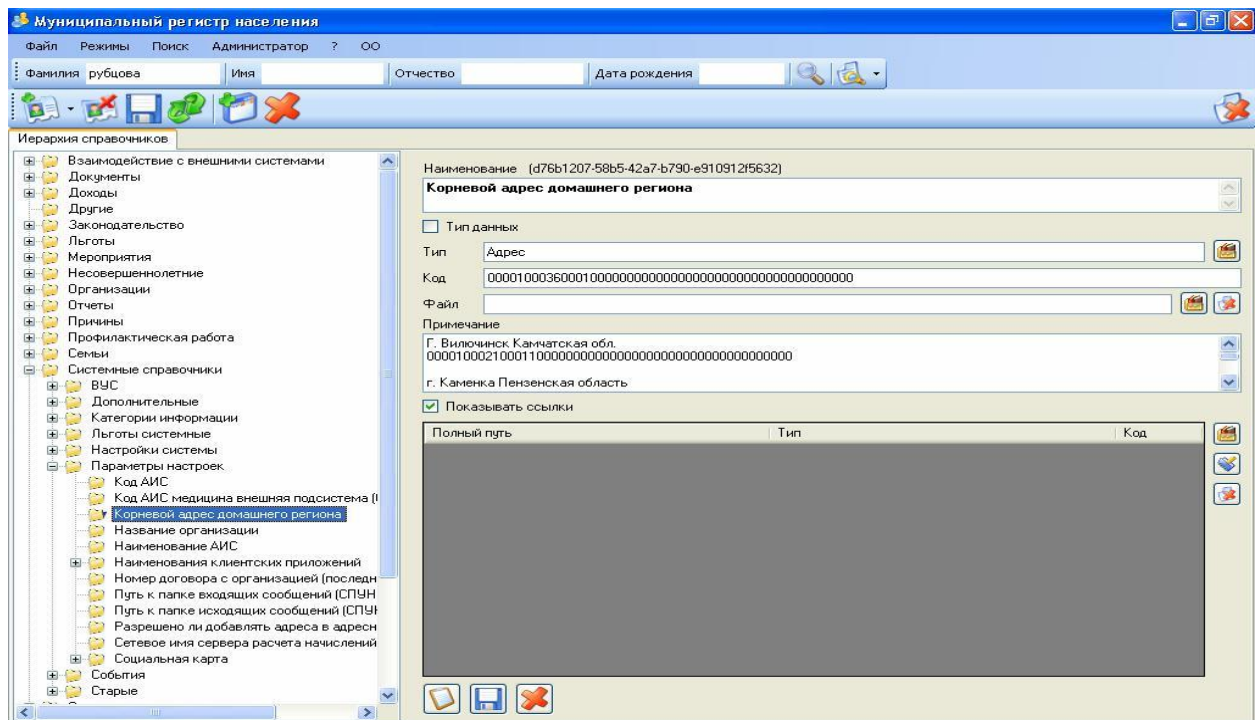 Муниципальный регистр населения
Файл Режимы Поиск Администратор ? ОО
Фамилия рубцова Имя Отчество Дата рождения
Иерархия справочников
Взаимодействие с внешними системами
Документы
Доходы
Другие
Законодательство
Льготы
Мероприятия
Несовершеннолетние
Организации
Отчеты
Причины
Профилактическая работа
Семьи
Системные справочники
ВУС
Дополнительные
Категории информации
Льготы системные
Настройки системы
Параметры настроек
Код АИС
Код АИС медицина внешняя подсистема (
Корневой адрес домашнего региона
Название организации
Наименование АИС
Наименования клиентских приложений
Номер договора с организацией (последн
Путь к папке входящих сообщений (СПУН
Путь к папке исходящих сообщений (СПУН
Разрешено ли добавлять адреса в адресн
Сетевое имя сервера расчета начислений
Социальная карта
События
Старые
Наименование (d76b1207-58b5-42a7-b790-e910912f5632)
Корневой адрес домашнего региона
Тип данных
Тип Адрес
Код
Файл
Примечание
Г. Вилючинск Камчатская обл.
г. Каменка Пензенская область
Показывать ссылки
Полный путь Тип Код